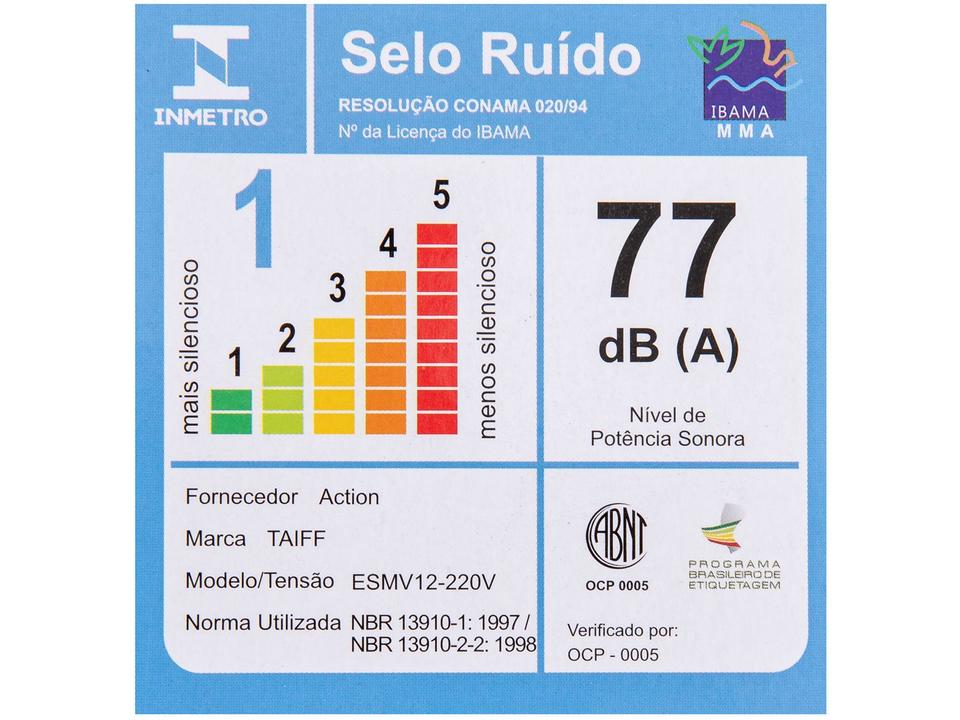 INMETRO
Selo Ruído
RESOLUÇÃO CONAMA 020/94
Nº da Licença do IBAMA
IBAMA
MMA
1
mais silencioso
1
2
3
4
5
menos silencioso
77
dB (A)
Nível de
Potência Sonora
Fornecedor Action
Marca TAIFF
Modelo/Tensão ESMV12-220V
Norma Utilizada NBR 13910-1: 1997 /
NBR 13910-2-2: 1998
ABNT
OCP 0005
PROGRAMA
BRASILEIRO DE
ETIQUETAGEM
Verificado por:
OCP - 0005